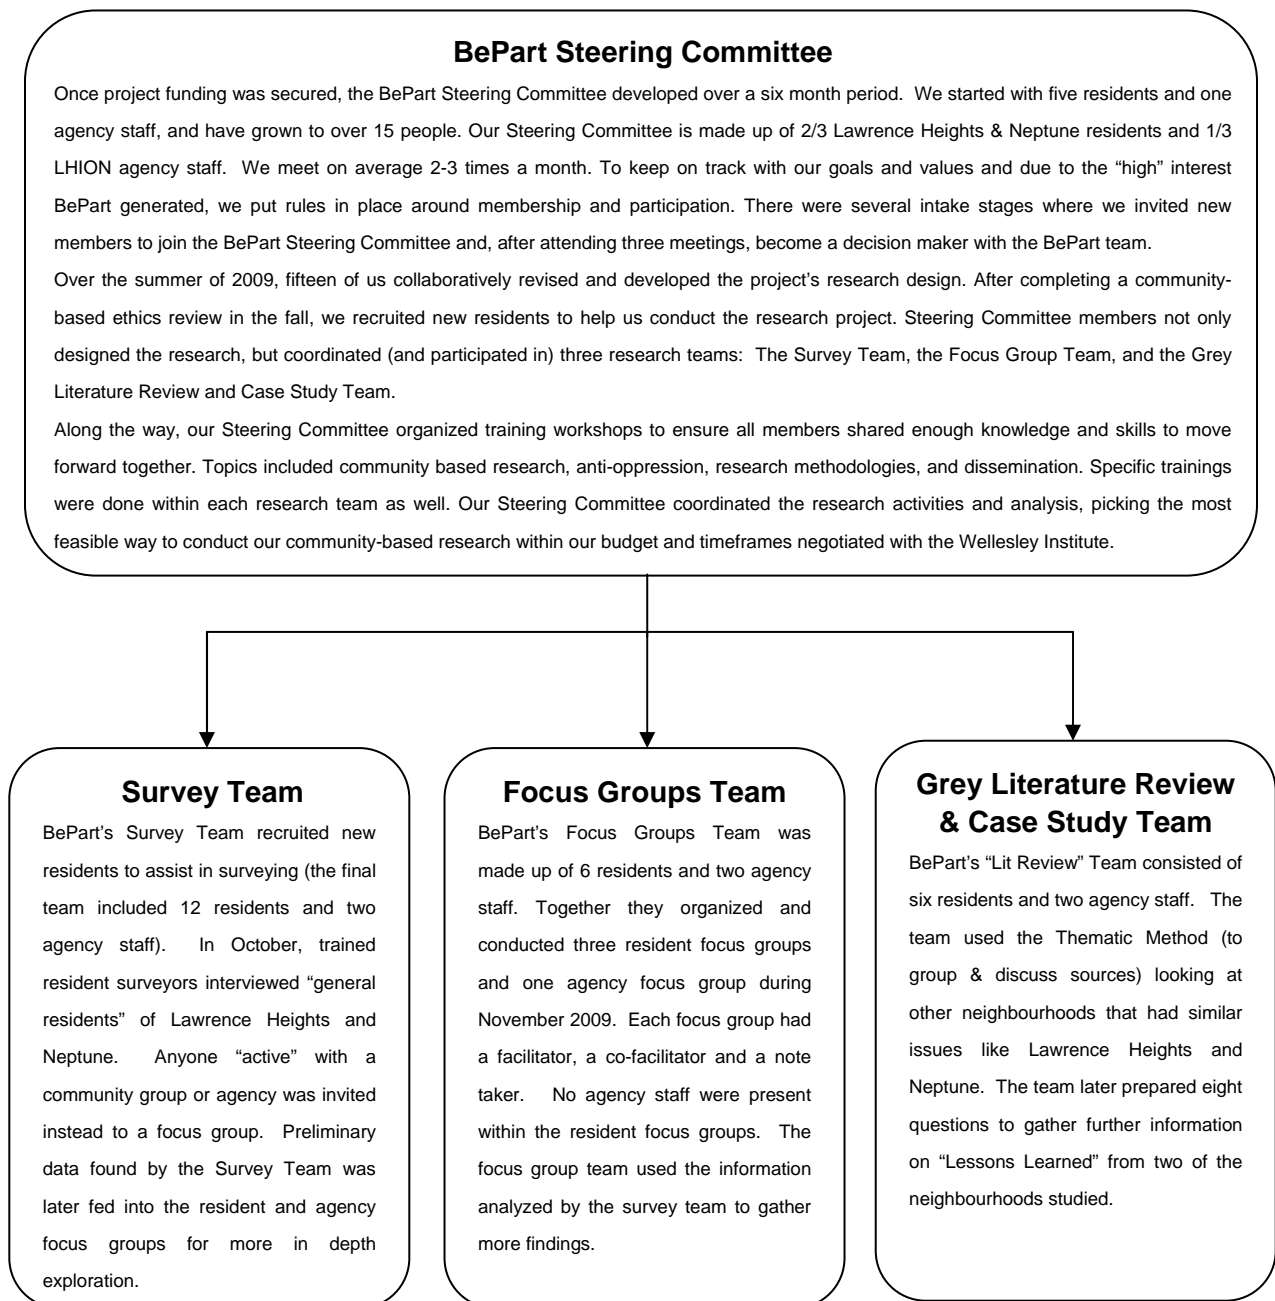 BePart Steering Committee
Once project funding was secured, the BePart Steering Committee developed over a six month period. We started with five residents and one
agency staff, and have grown to over 15 people. Our Steering Committee is made up of 2/3 Lawrence Heights & Neptune residents and 1/3
LHION agency staff. We meet on average 2-3 times a month. To keep on track with our goals and values and due to the “high” interest
BePart generated, we put rules in place around membership and participation. There were several intake stages where we invited new
members to join the BePart Steering Committee and, after attending three meetings, become a decision maker with the BePart team.
Over the summer of 2009, fifteen of us collaboratively revised and developed the project’s research design. After completing a community-
based ethics review in the fall, we recruited new residents to help us conduct the research project. Steering Committee members not only
designed the research, but coordinated (and participated in) three research teams: The Survey Team, the Focus Group Team, and the Grey
Literature Review and Case Study Team.
Along the way, our Steering Committee organized training workshops to ensure all members shared enough knowledge and skills to move
forward together. Topics included community based research, anti-oppression, research methodologies, and dissemination. Specific trainings
were done within each research team as well. Our Steering Committee coordinated the research activities and analysis, picking the most
feasible way to conduct our community-based research within our budget and timeframes negotiated with the Wellesley Institute.
Survey Team
BePart’s Survey Team recruited new
residents to assist in surveying (the final
team included 12 residents and two
agency staff). In October, trained
resident surveyors interviewed “general
residents” of Lawrence Heights and
Neptune. Anyone “active” with a
community group or agency was invited
instead to a focus group. Preliminary
data found by the Survey Team was
later fed into the resident and agency
focus groups for more in depth
exploration.
Focus Groups Team
BePart’s Focus Groups Team was
made up of 6 residents and two agency
staff. Together they organized and
conducted three resident focus groups
and one agency focus group during
November 2009. Each focus group had
a facilitator, a co-facilitator and a note
taker. No agency staff were present
within the resident focus groups. The
focus group team used the information
analyzed by the survey team to gather
more findings.
Grey Literature Review
& Case Study Team
BePart’s “Lit Review” Team consisted of
six residents and two agency staff. The
team used the Thematic Method (to
group & discuss sources) looking at
other neighbourhoods that had similar
issues like Lawrence Heights and
Neptune. The team later prepared eight
questions to gather further information
on “Lessons Learned” from two of the
neighbourhoods studied.